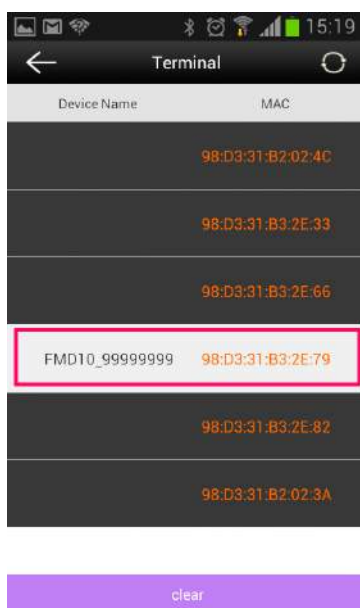 15:19
Terminal
Device Name MAC
98:D3:31:B2:02:4C
98:D3:31:B3:2E:33
98:D3:31:B3:2E:66
FMD10_99999999 98:D3:31:B3:2E:79
98:D3:31:B3:2E:82
98:D3:31:B2:02:3A
clear